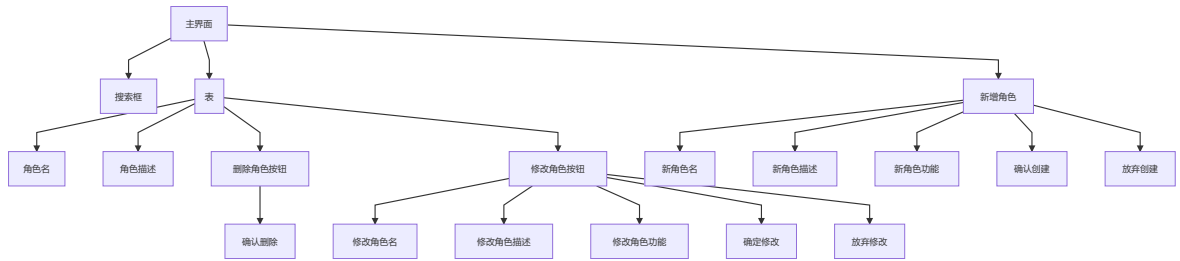 主界面
搜索框
表
新增角色
角色名
角色描述
删除角色按钮
修改角色按钮
新角色名
新角色描述
新角色功能
确认创建
放弃创建
确认删除
修改角色名
修改角色描述
修改角色功能
确定修改
放弃修改